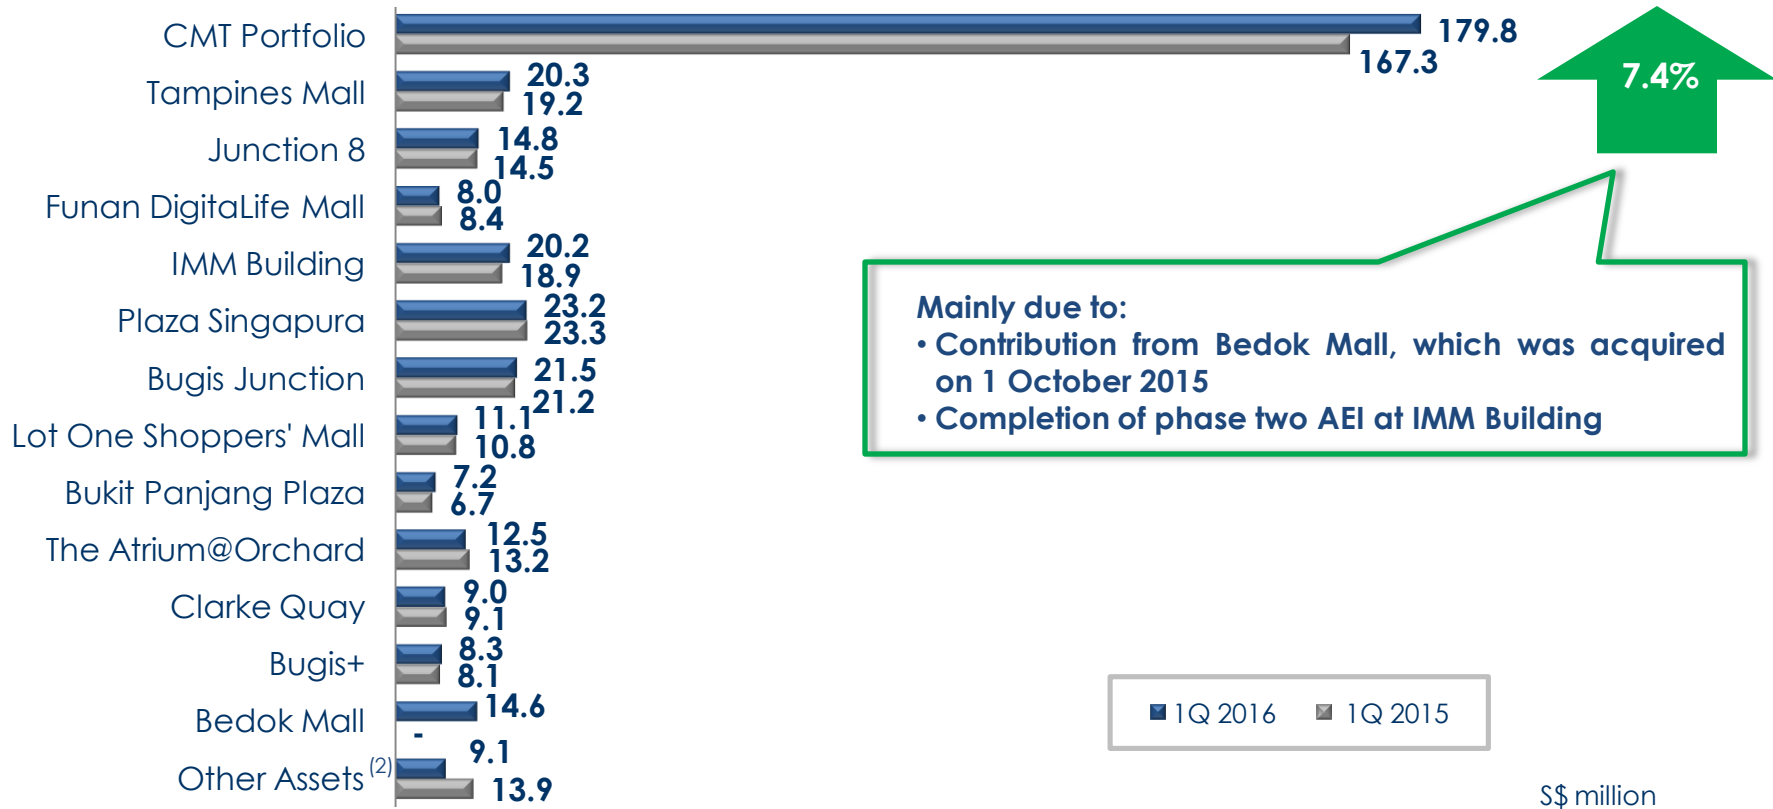 CMT Portfolio 179.8
167.3
7.4%
Tampines Mall 20.3
19.2
Junction 8 14.8
14.5
Funan DigitaLife Mall 8.0
8.4
IMM Building 20.2
18.9
Plaza Singapura 23.2
23.3
Bugis Junction 21.5
21.2
Lot One Shoppers' Mall 11.1
10.8
Bukit Panjang Plaza 7.2
6.7
The Atrium@Orchard 12.5
13.2
Clarke Quay 9.0
9.1
Bugis+ 8.3
8.1
Bedok Mall 14.6
-
Other Assets (2) 9.1
13.9
Mainly due to:
• Contribution from Bedok Mall, which was acquired
on 1 October 2015
• Completion of phase two AEI at IMM Building
1Q 2016 1Q 2015
S$ million